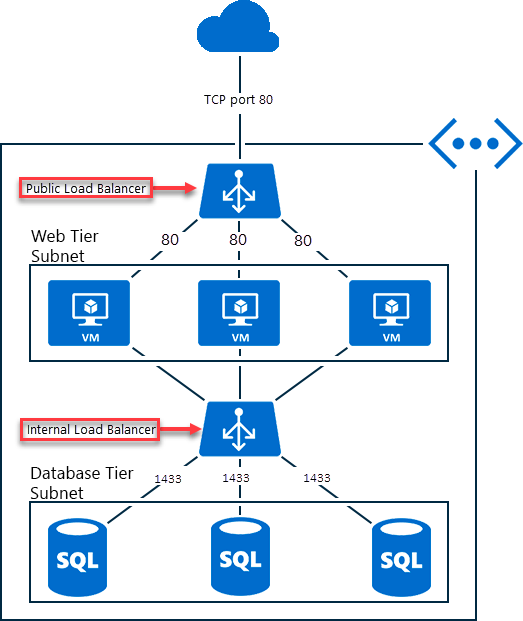 TCP port 80
Public Load Balancer
Web Tier
Subnet
80
80
80
VM
VM
VM
Internal Load Balancer
Database Tier
Subnet
1433
1433
1433
SQL
SQL
SQL